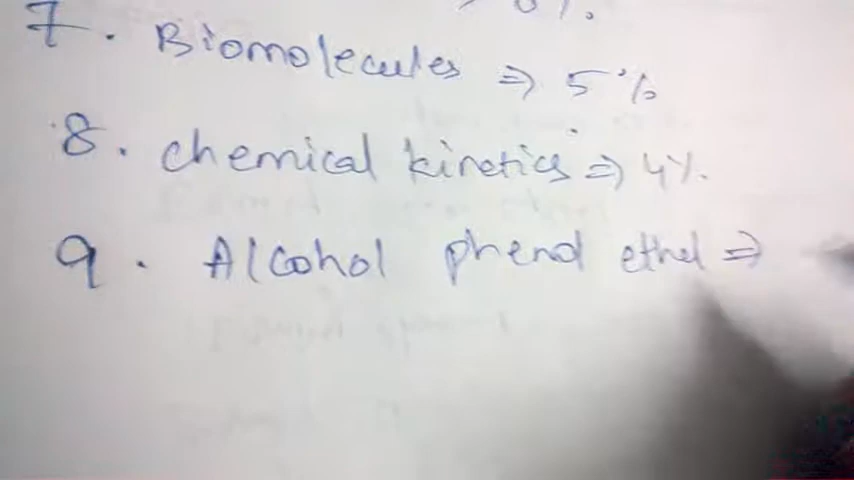 7. Biomolecules ⇒ 5%
8. chemical kinetics ⇒ 4%.
9. Alcohol phenol ethel ⇒